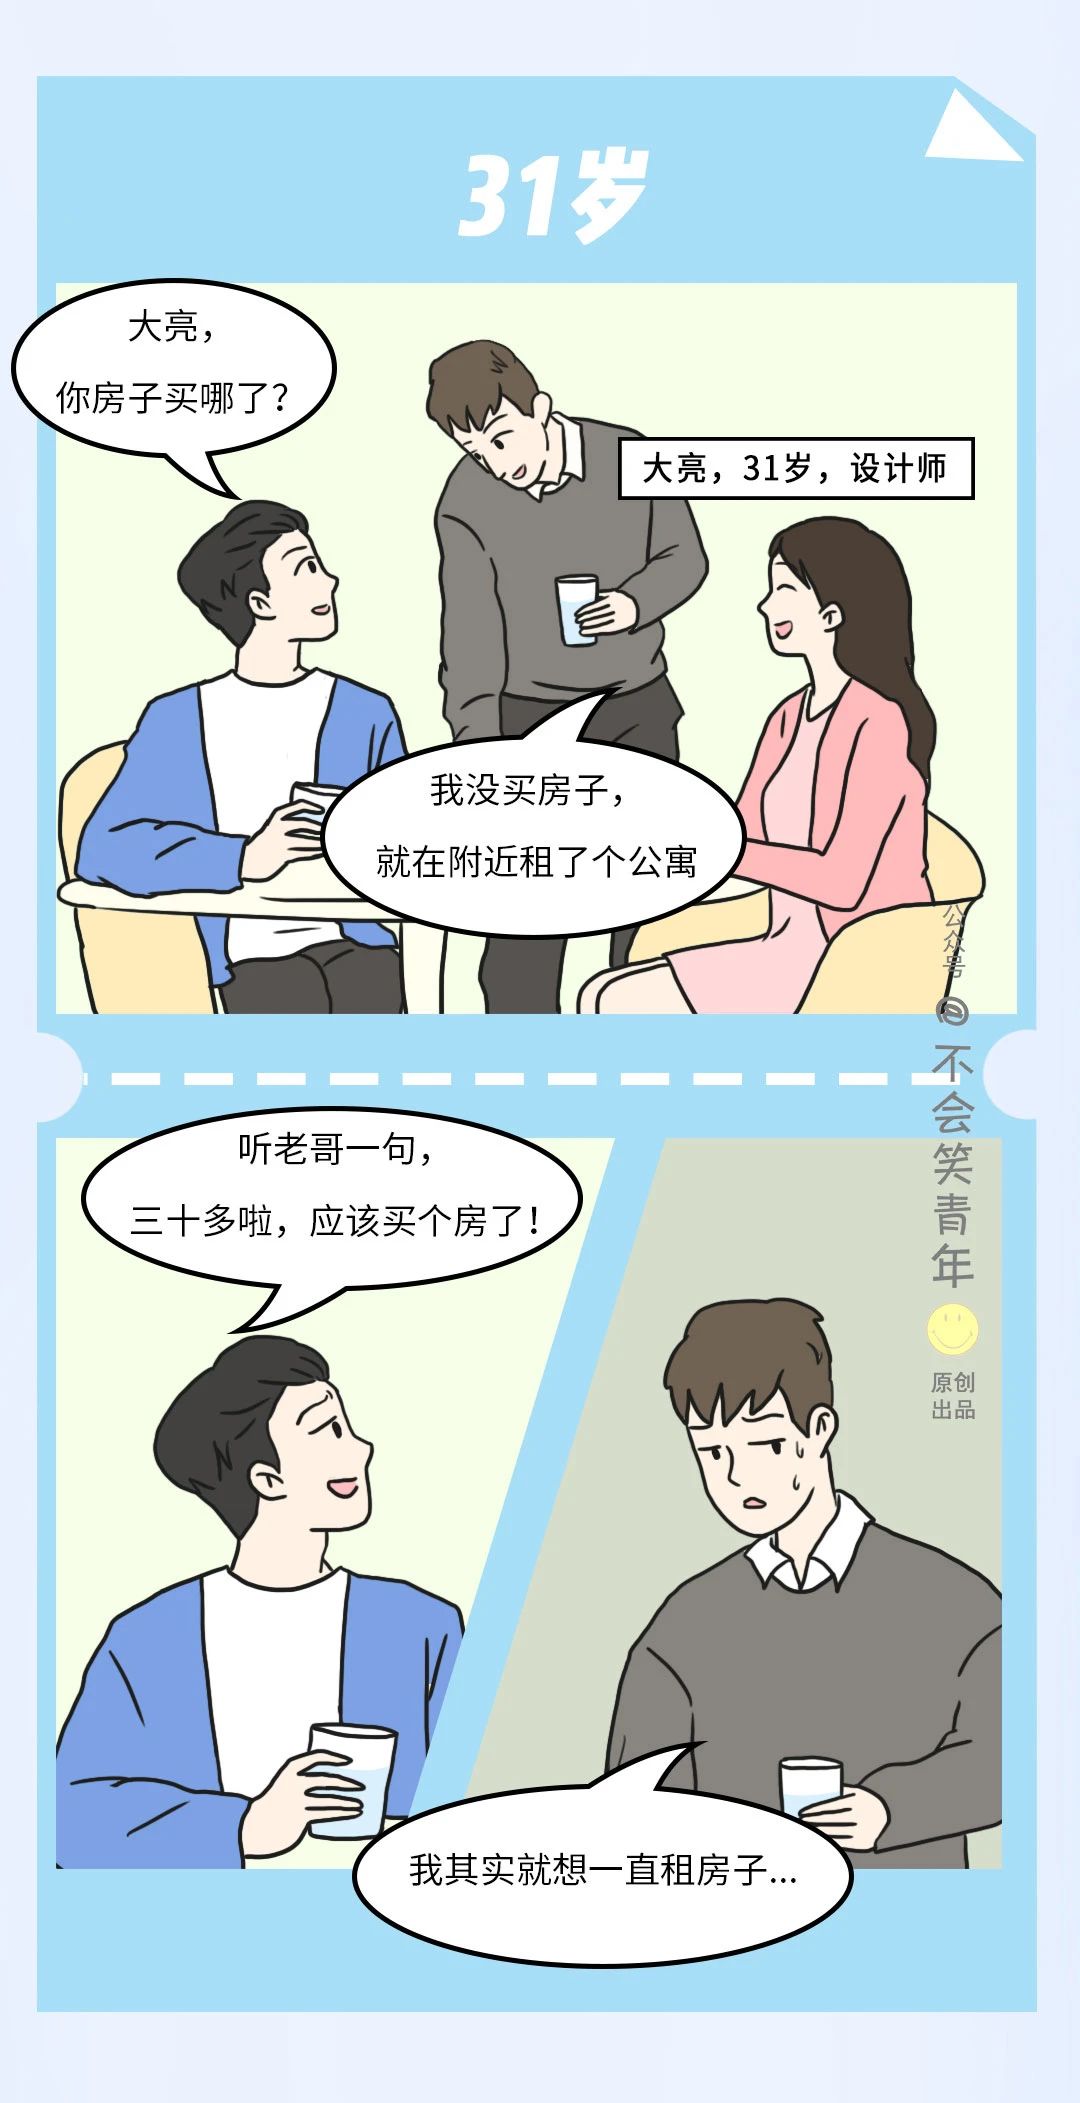 31岁
大亮，
你房子买哪了？
大亮，31岁，设计师
我没买房子，
就在附近租了个公寓
公众号
不会笑青年
原创
出品
听老哥一句，
三十多啦，应该买个房了！
我其实就想一直租房子...